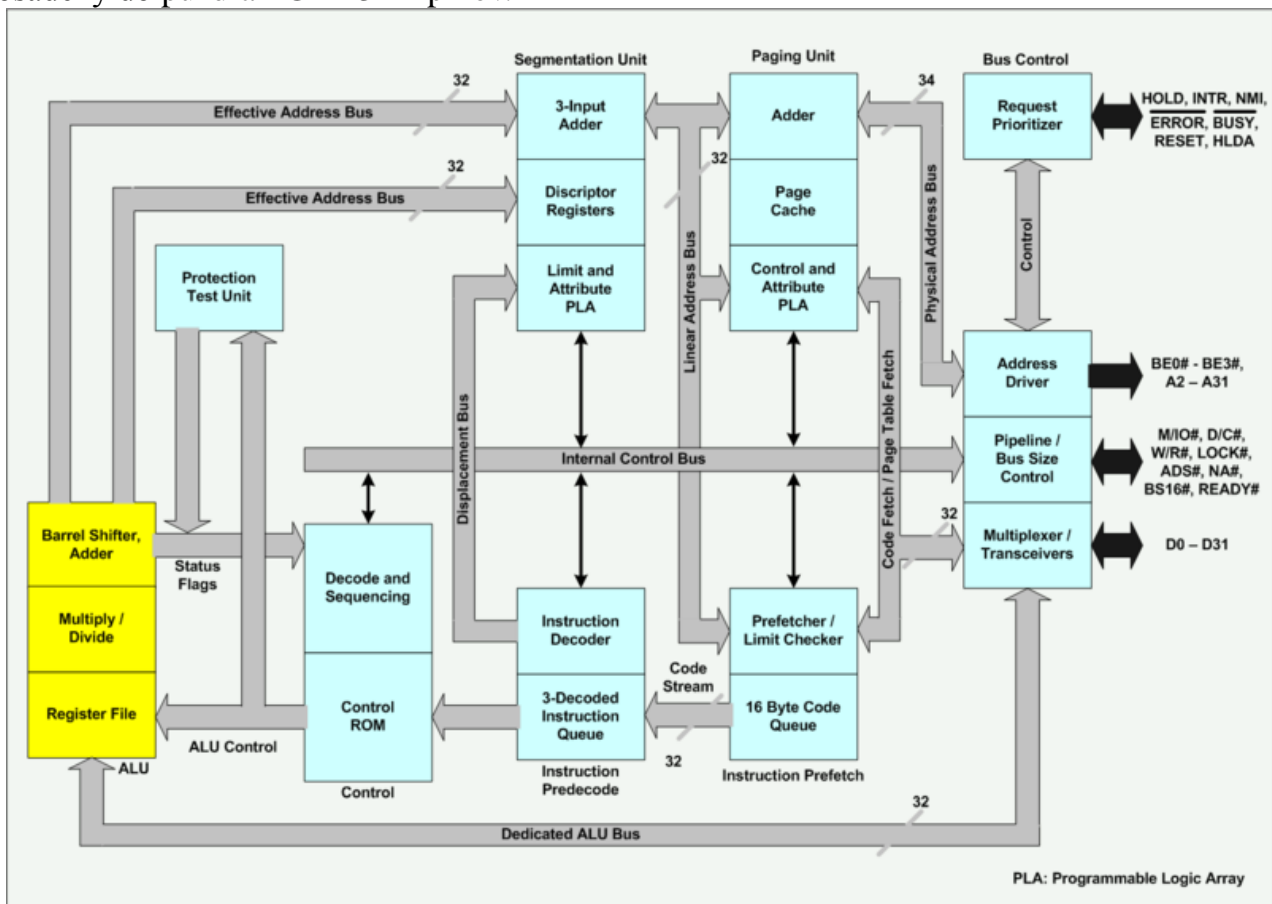 Segmentation Unit
Paging Unit
Bus Control
32
34
Effective Address Bus
3-Input
Adder
Adder
Request
Prioritizer
HOLD, INTR, NMI,
ERROR, BUSY,
RESET, HLDA
32
32
Effective Address Bus
Discriptor
Registers
Page
Cache
Physical Address Bus
Control
Protection
Test Unit
Limit and
Attribute
PLA
Linear Address Bus
Control and
Attribute
PLA
Address
Driver
BE0# - BE3#,
A2 – A31
Displacement Bus
Internal Control Bus
Code Fetch / Page Table Fetch
Pipeline /
Bus Size
Control
M/IO#, D/C#,
W/R#, LOCK#,
ADS#, NA#,
BS16#, READY#
Barrel Shifter,
Adder
Status
Flags
32
Multiplexer /
Transceivers
D0 – D31
Decode and
Sequencing
Multiply /
Divide
Instruction
Decoder
Prefetcher /
Limit Checker
Register File
ALU Control
Control
ROM
3-Decoded
Instruction
Queue
Code
Stream
32
16 Byte Code
Queue
ALU
Control
Instruction
Predecode
Instruction Prefetch
32
Dedicated ALU Bus
PLA: Programmable Logic Array